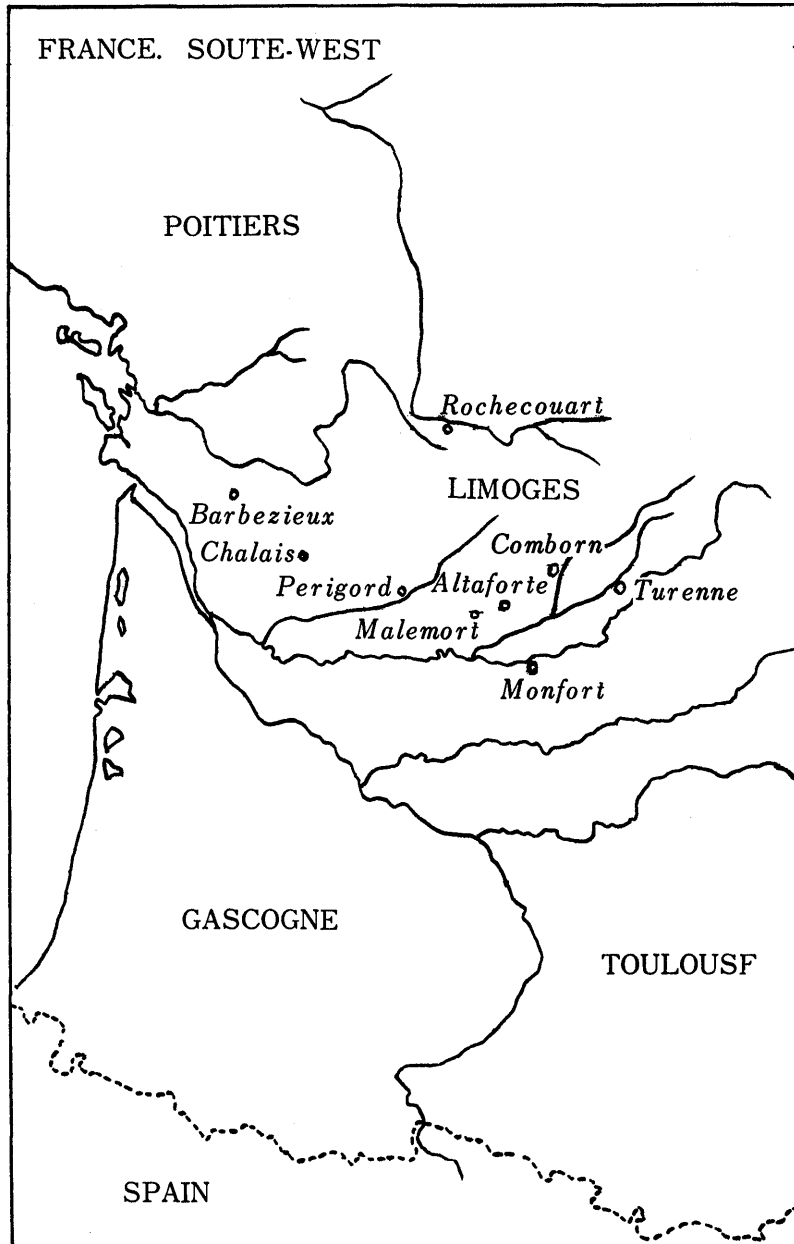 FRANCE. SOUTE-WEST
POITIERS
Rochecouart
LIMOGES
Barbezieux
Chalais
Comborn
Perigord
Altaforte
Turenne
Malemort
Monfort
GASCOGNE
TOULOUSF
SPAIN